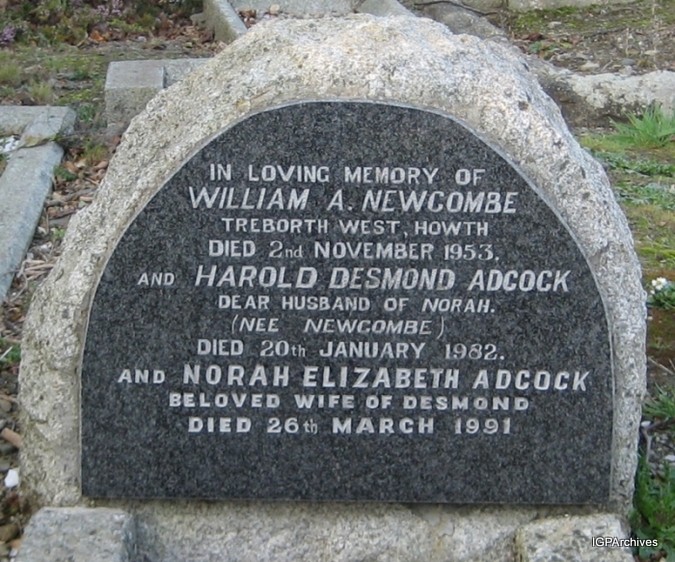 IN LOVING MEMORY OF
WILLIAM A. NEWCOMBE
TREBORTH WEST, HOWTH
DIED 2nd NOVEMBER 1953.
AND HAROLD DESMOND ADCOCK
DEAR HUSBAND OF NORAH.
(NEE NEWCOMBE)
DIED 20th JANUARY 1982.
AND NORAH ELIZABETH ADCOCK
BELOVED WIFE OF DESMOND
DIED 26th MARCH 1991
IGPArchives